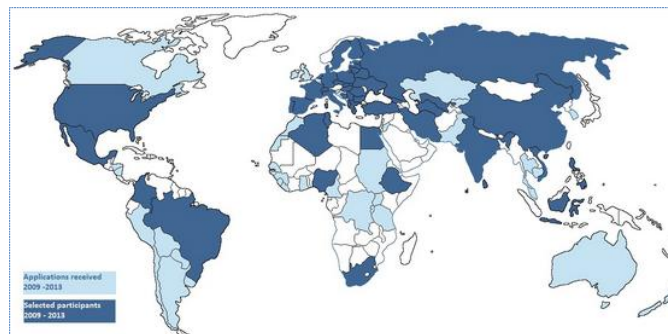 Applications received
2009 -2013
Selected participants
2009 - 2013